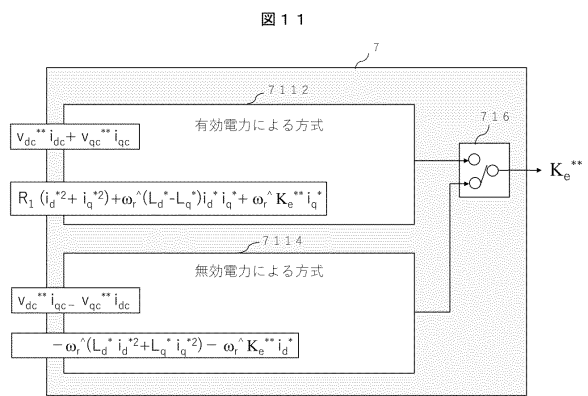 図１１
7
7112
有効電力による方式
v_dc^** i_dc + v_qc^** i_qc
R_1 (i_d^*2 + i_q^*2) + ω_r^^(L_d^* - L_q^*) i_d^* i_q^* + ω_r^^ K_e^** i_q^*
716
K_e^**
7114
無効電力による方式
v_dc^** i_qc − v_qc^** i_dc
− ω_r^^(L_d^* i_d^*2 + L_q^* i_q^*2) − ω_r^^ K_e^** i_d^*